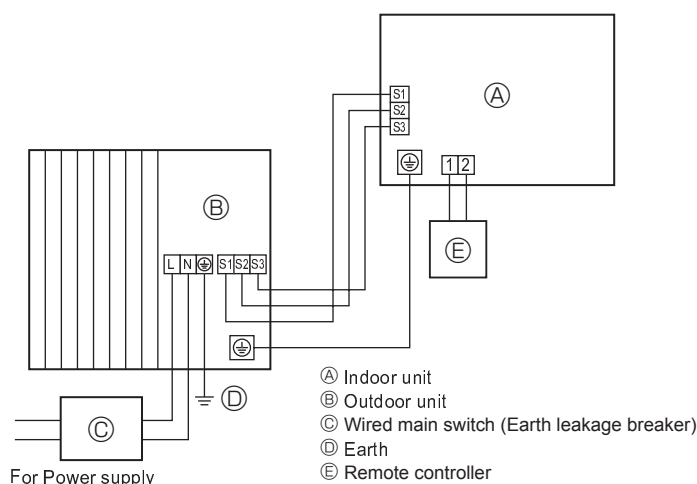 S1
S2
S3
Ⓐ
1 2
Ⓔ
Ⓑ
L N S1 S2 S3
Ⓓ
Ⓒ
For Power supply
Ⓐ Indoor unit
Ⓑ Outdoor unit
Ⓒ Wired main switch (Earth leakage breaker)
Ⓓ Earth
Ⓔ Remote controller